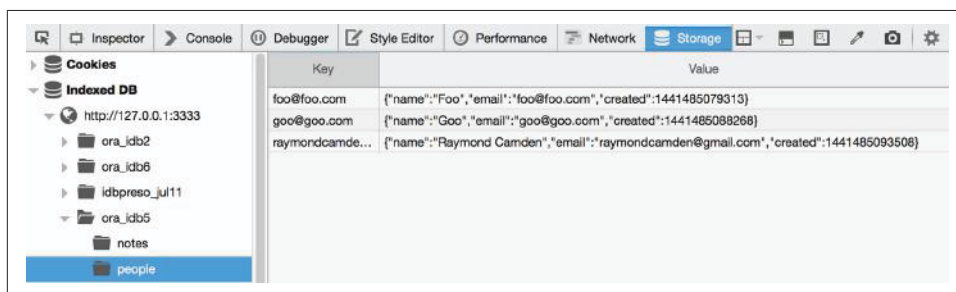 Inspector Console Debugger Style Editor Performance Network Storage
Cookies
Indexed DB
http://127.0.0.1:3333
ora_idb2
ora_idb6
idbpreso_jul11
ora_idb5
notes
people
Key Value
foo@foo.com {"name":"Foo","email":"foo@foo.com","created":1441485079313}
goo@goo.com {"name":"Goo","email":"goo@goo.com","created":1441485088268}
raymondcamde... {"name":"Raymond Camden","email":"raymondcamden@gmail.com","created":1441485093508}